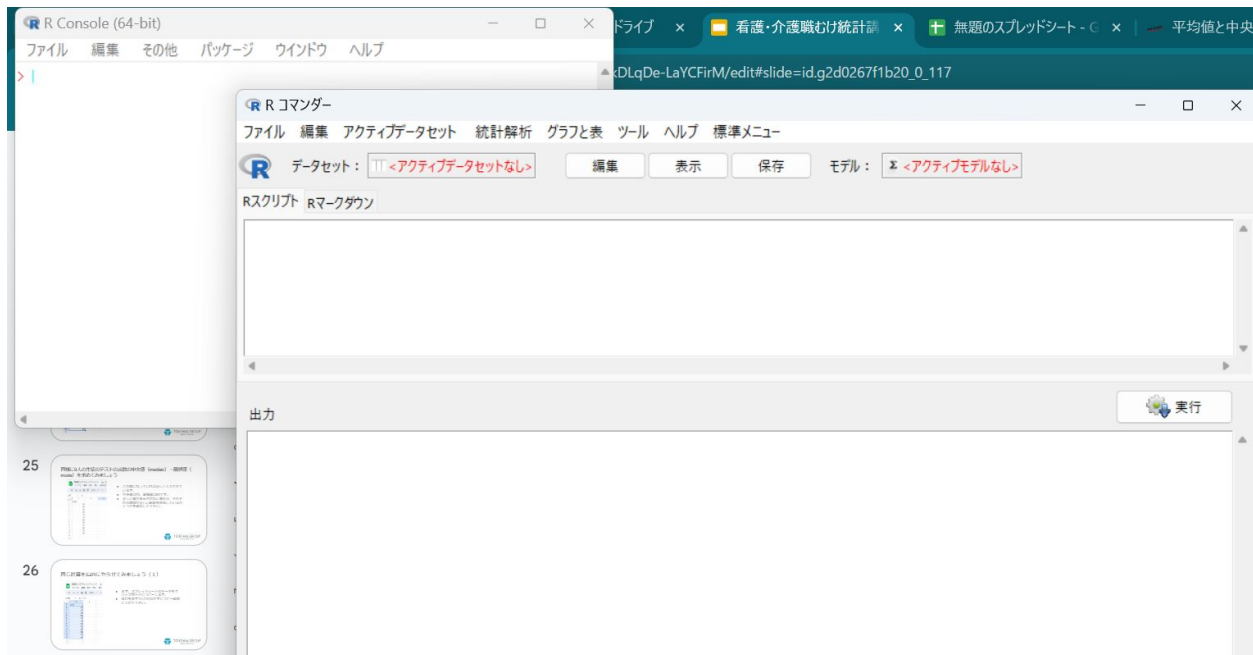 R Console (64-bit)
ファイル 編集 その他 パッケージ ウインドウ ヘルプ
>
ドライブ
看護・介護職むけ統計講
無題のスプレッドシート - G
平均値と中央
DLqDe-LaYCFirM/edit#slide=id.g2d0267f1b20_0_117
R コマンダー
ファイル 編集 アクティブデータセット 統計解析 グラフと表 ツール ヘルプ 標準メニュー
データセット： <アクティブデータセットなし> 編集 表示 保存 モデル： Σ <アクティブモデルなし>
Rスクリプト Rマークダウン
出力
実行
25
26